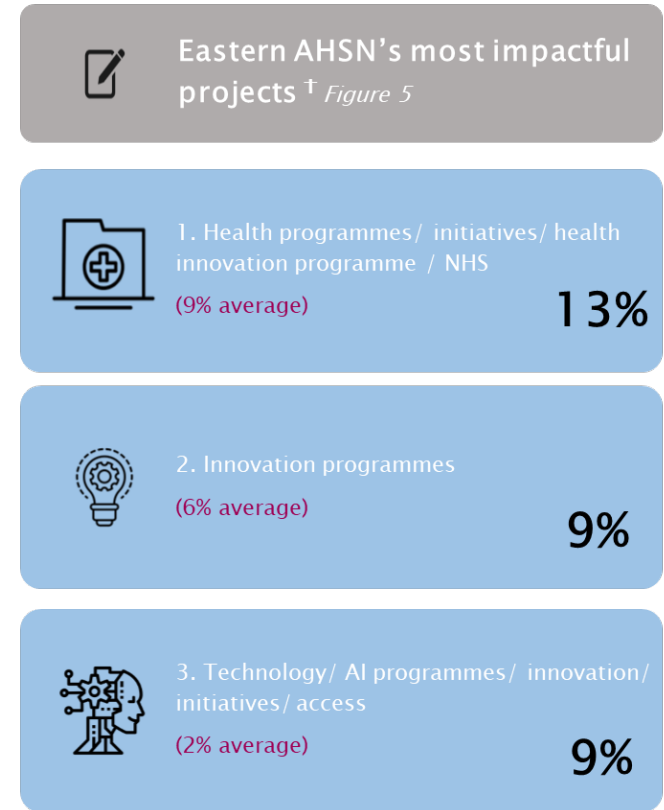 Eastern AHSN's most impactful
projects † Figure 5
1. Health programmes/ initiatives/ health
innovation programme / NHS
(9% average)
13%
2. Innovation programmes
(6% average)
9%
3. Technology/ AI programmes/ innovation/
initiatives/ access
(2% average)
9%